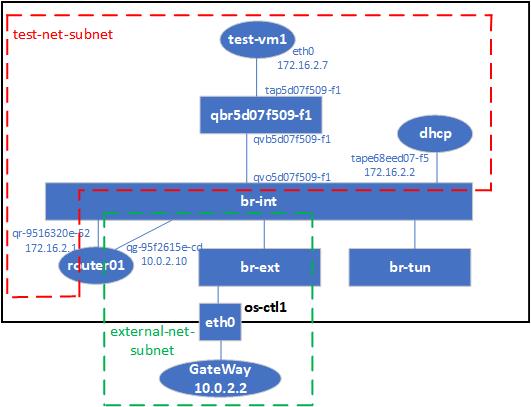 test-net-subnet
test-vm1
eth0
172.16.2.7
tap5d07f509-f1
qbr5d07f509-f1
dhcp
qvb5d07f509-f1
tape68eed07-f5
172.16.2.2
qvo5d07f509-f1
br-int
qr-9516320e-52
172.16.2.1
qg-95f2615e-cd
10.0.2.10
router01
br-ext
br-tun
os-ctl1
eth0
external-net-
subnet
GateWay
10.0.2.2